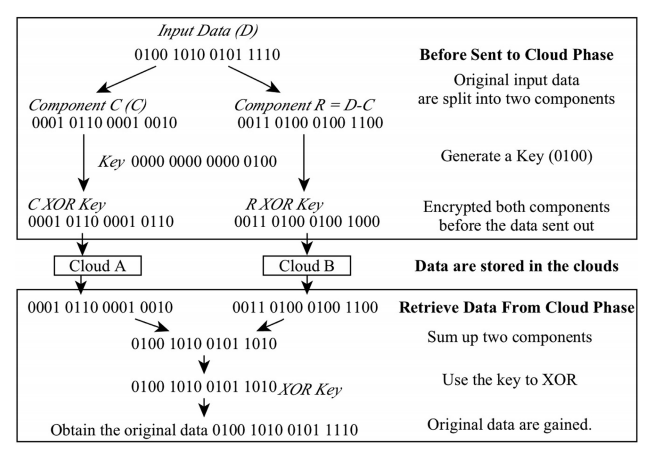 Input Data (D)
0100 1010 0101 1110
Before Sent to Cloud Phase
Original input data
are split into two components
Component C (C)
0001 0110 0001 0010
Component R = D-C
0011 0100 0100 1100
Key 0000 0000 0000 0100
Generate a Key (0100)
C XOR Key
0001 0110 0001 0110
R XOR Key
0011 0100 0100 1000
Encrypted both components
before the data sent out
Cloud A
Cloud B
Data are stored in the clouds
0001 0110 0001 0010
0011 0100 0100 1100
Retrieve Data From Cloud Phase
0100 1010 0101 1010
Sum up two components
0100 1010 0101 1010 XOR Key
Use the key to XOR
Obtain the original data 0100 1010 0101 1110
Original data are gained.